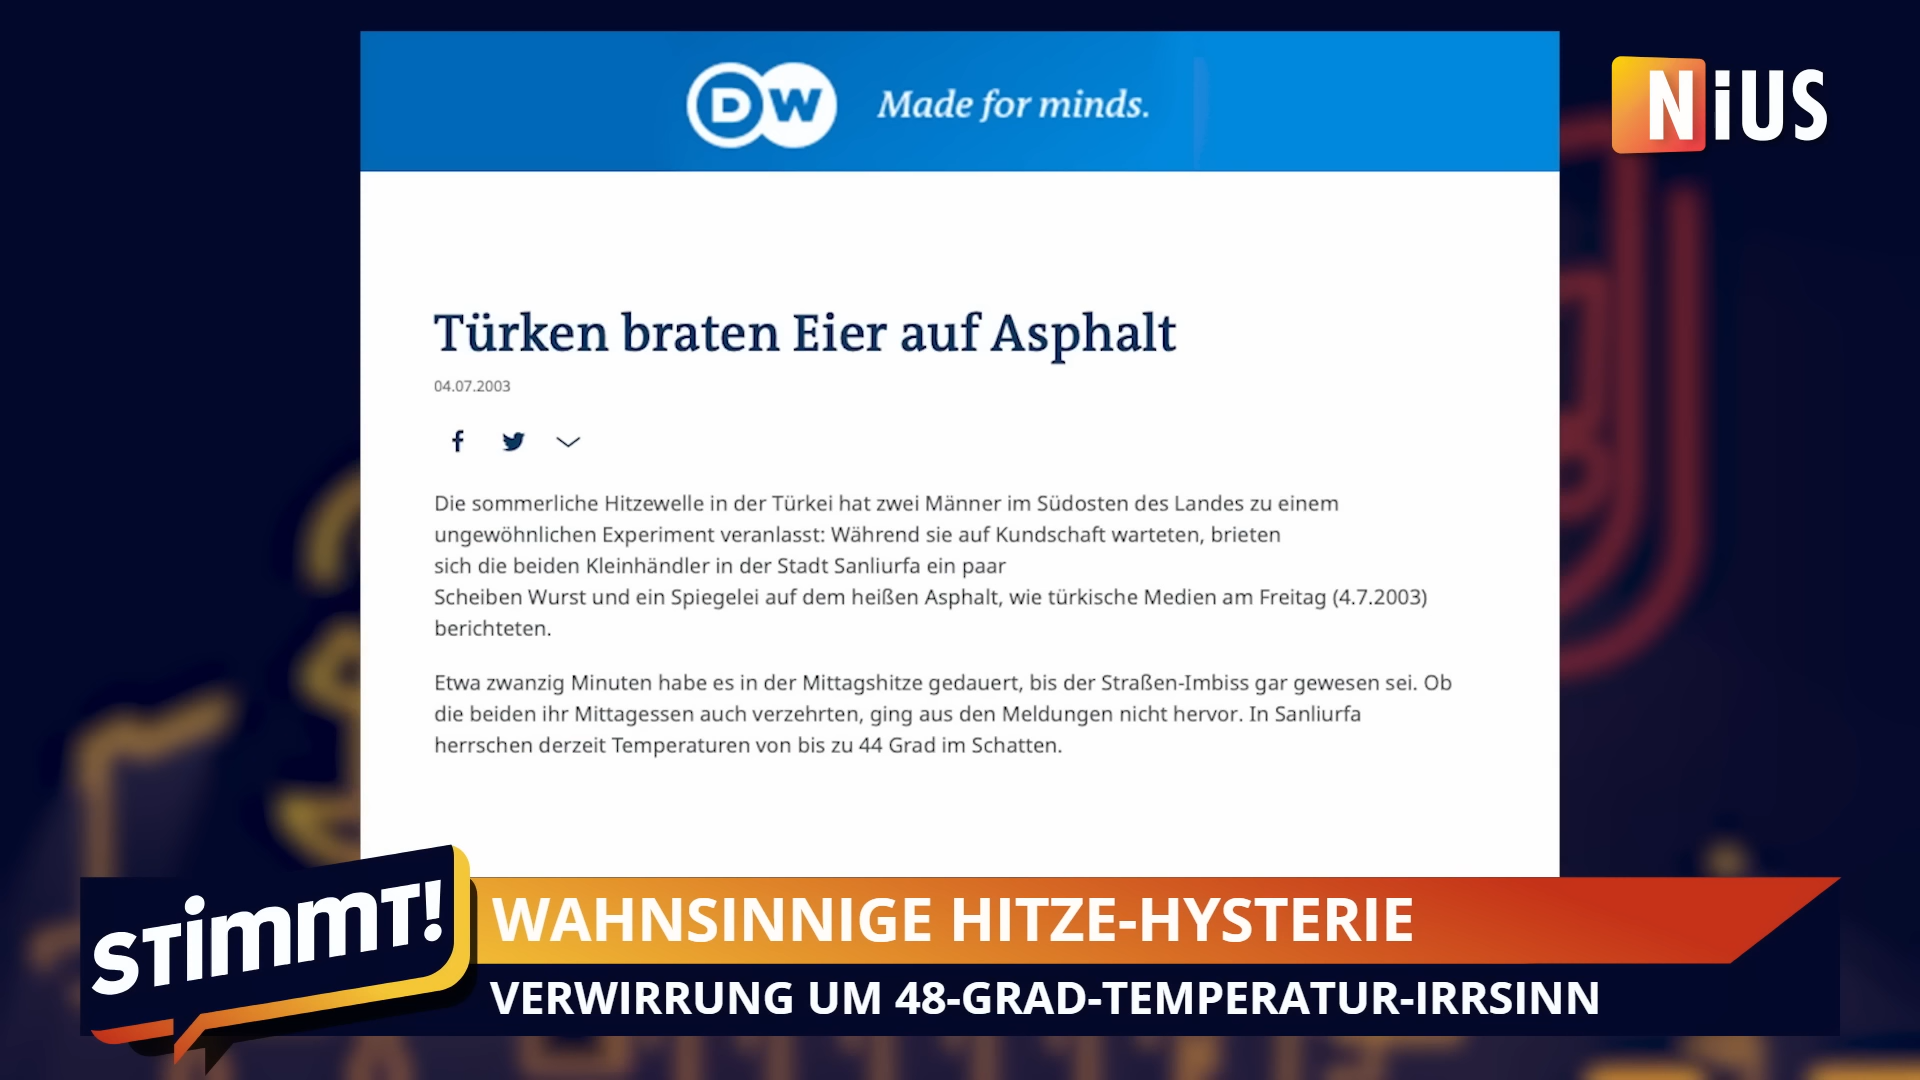 DW Made for minds.
NiUS
Türken braten Eier auf Asphalt
04.07.2003
Die sommerliche Hitzewelle in der Türkei hat zwei Männer im Südosten des Landes zu einem
ungewöhnlichen Experiment veranlasst: Während sie auf Kundschaft warteten, brieten
sich die beiden Kleinhändler in der Stadt Sanliurfa ein paar
Scheiben Wurst und ein Spiegelei auf dem heißen Asphalt, wie türkische Medien am Freitag (4.7.2003)
berichteten.
Etwa zwanzig Minuten habe es in der Mittagshitze gedauert, bis der Straßen-Imbiss gar gewesen sei. Ob
die beiden ihr Mittagessen auch verzehrten, ging aus den Meldungen nicht hervor. In Sanliurfa
herrschen derzeit Temperaturen von bis zu 44 Grad im Schatten.
STimmT!
WAHNSINNIGE HITZE-HYSTERIE
VERWIRRUNG UM 48-GRAD-TEMPERATUR-IRRSINN